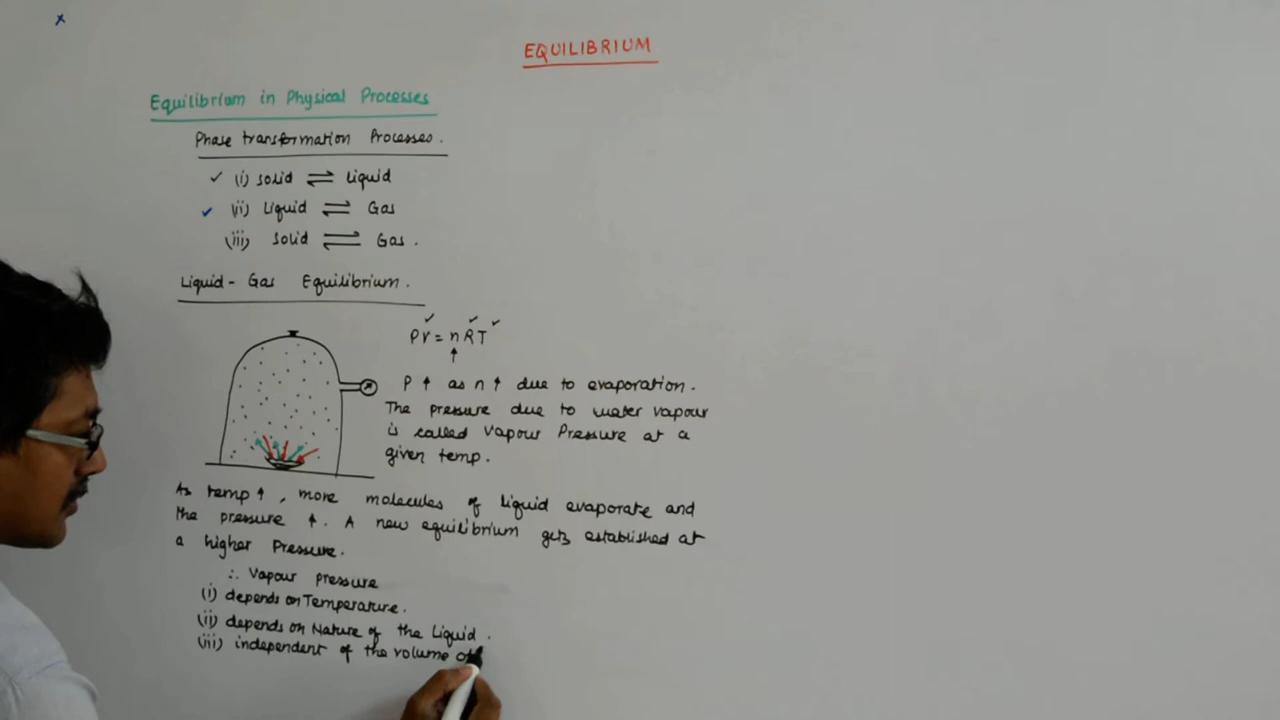 EQUILIBRIUM
Equilibrium in Physical Processes
Phase transformation Processes.
(i) Solid ⇌ Liquid
(ii) Liquid ⇌ Gas
(iii) Solid ⇌ Gas.
Liquid - Gas Equilibrium.
PV = nRT
P ↑ as n ↑ due to evaporation.
The pressure due to water vapour
is called Vapour Pressure at a
given temp.
As temp ↑, more molecules of liquid evaporate and
the pressure ↑. A new equilibrium gets established at
a higher Pressure.
∴ Vapour pressure
(i) depends on Temperature.
(ii) depends on Nature of the Liquid.
(iii) independent of the volume of